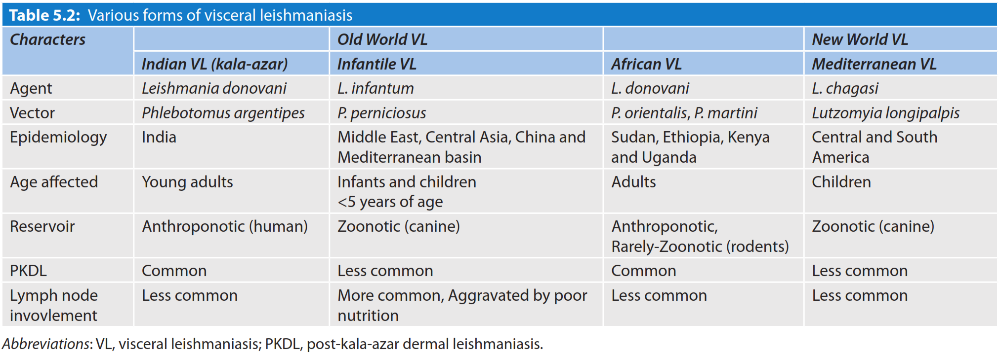 Table 5.2: Various forms of visceral leishmaniasis
Characters Old World VL New World VL
Indian VL (kala-azar) Infantile VL African VL Mediterranean VL
Agent Leishmania donovani L. infantum L. donovani L. chagasi
Vector Phlebotomus argentipes P. perniciosus P. orientalis, P. martini Lutzomyia longipalpis
Epidemiology India Middle East, Central Asia, China and Sudan, Ethiopia, Kenya Central and South
Mediterranean basin and Uganda America
Age affected Young adults Infants and children Adults Children
<5 years of age
Reservoir Anthroponotic (human) Zoonotic (canine) Anthroponotic, Zoonotic (canine)
Rarely-Zoonotic (rodents)
PKDL Common Less common Common Less common
Lymph node Less common More common, Aggravated by poor Less common Less common
invovlement nutrition
Abbreviations: VL, visceral leishmaniasis; PKDL, post-kala-azar dermal leishmaniasis.